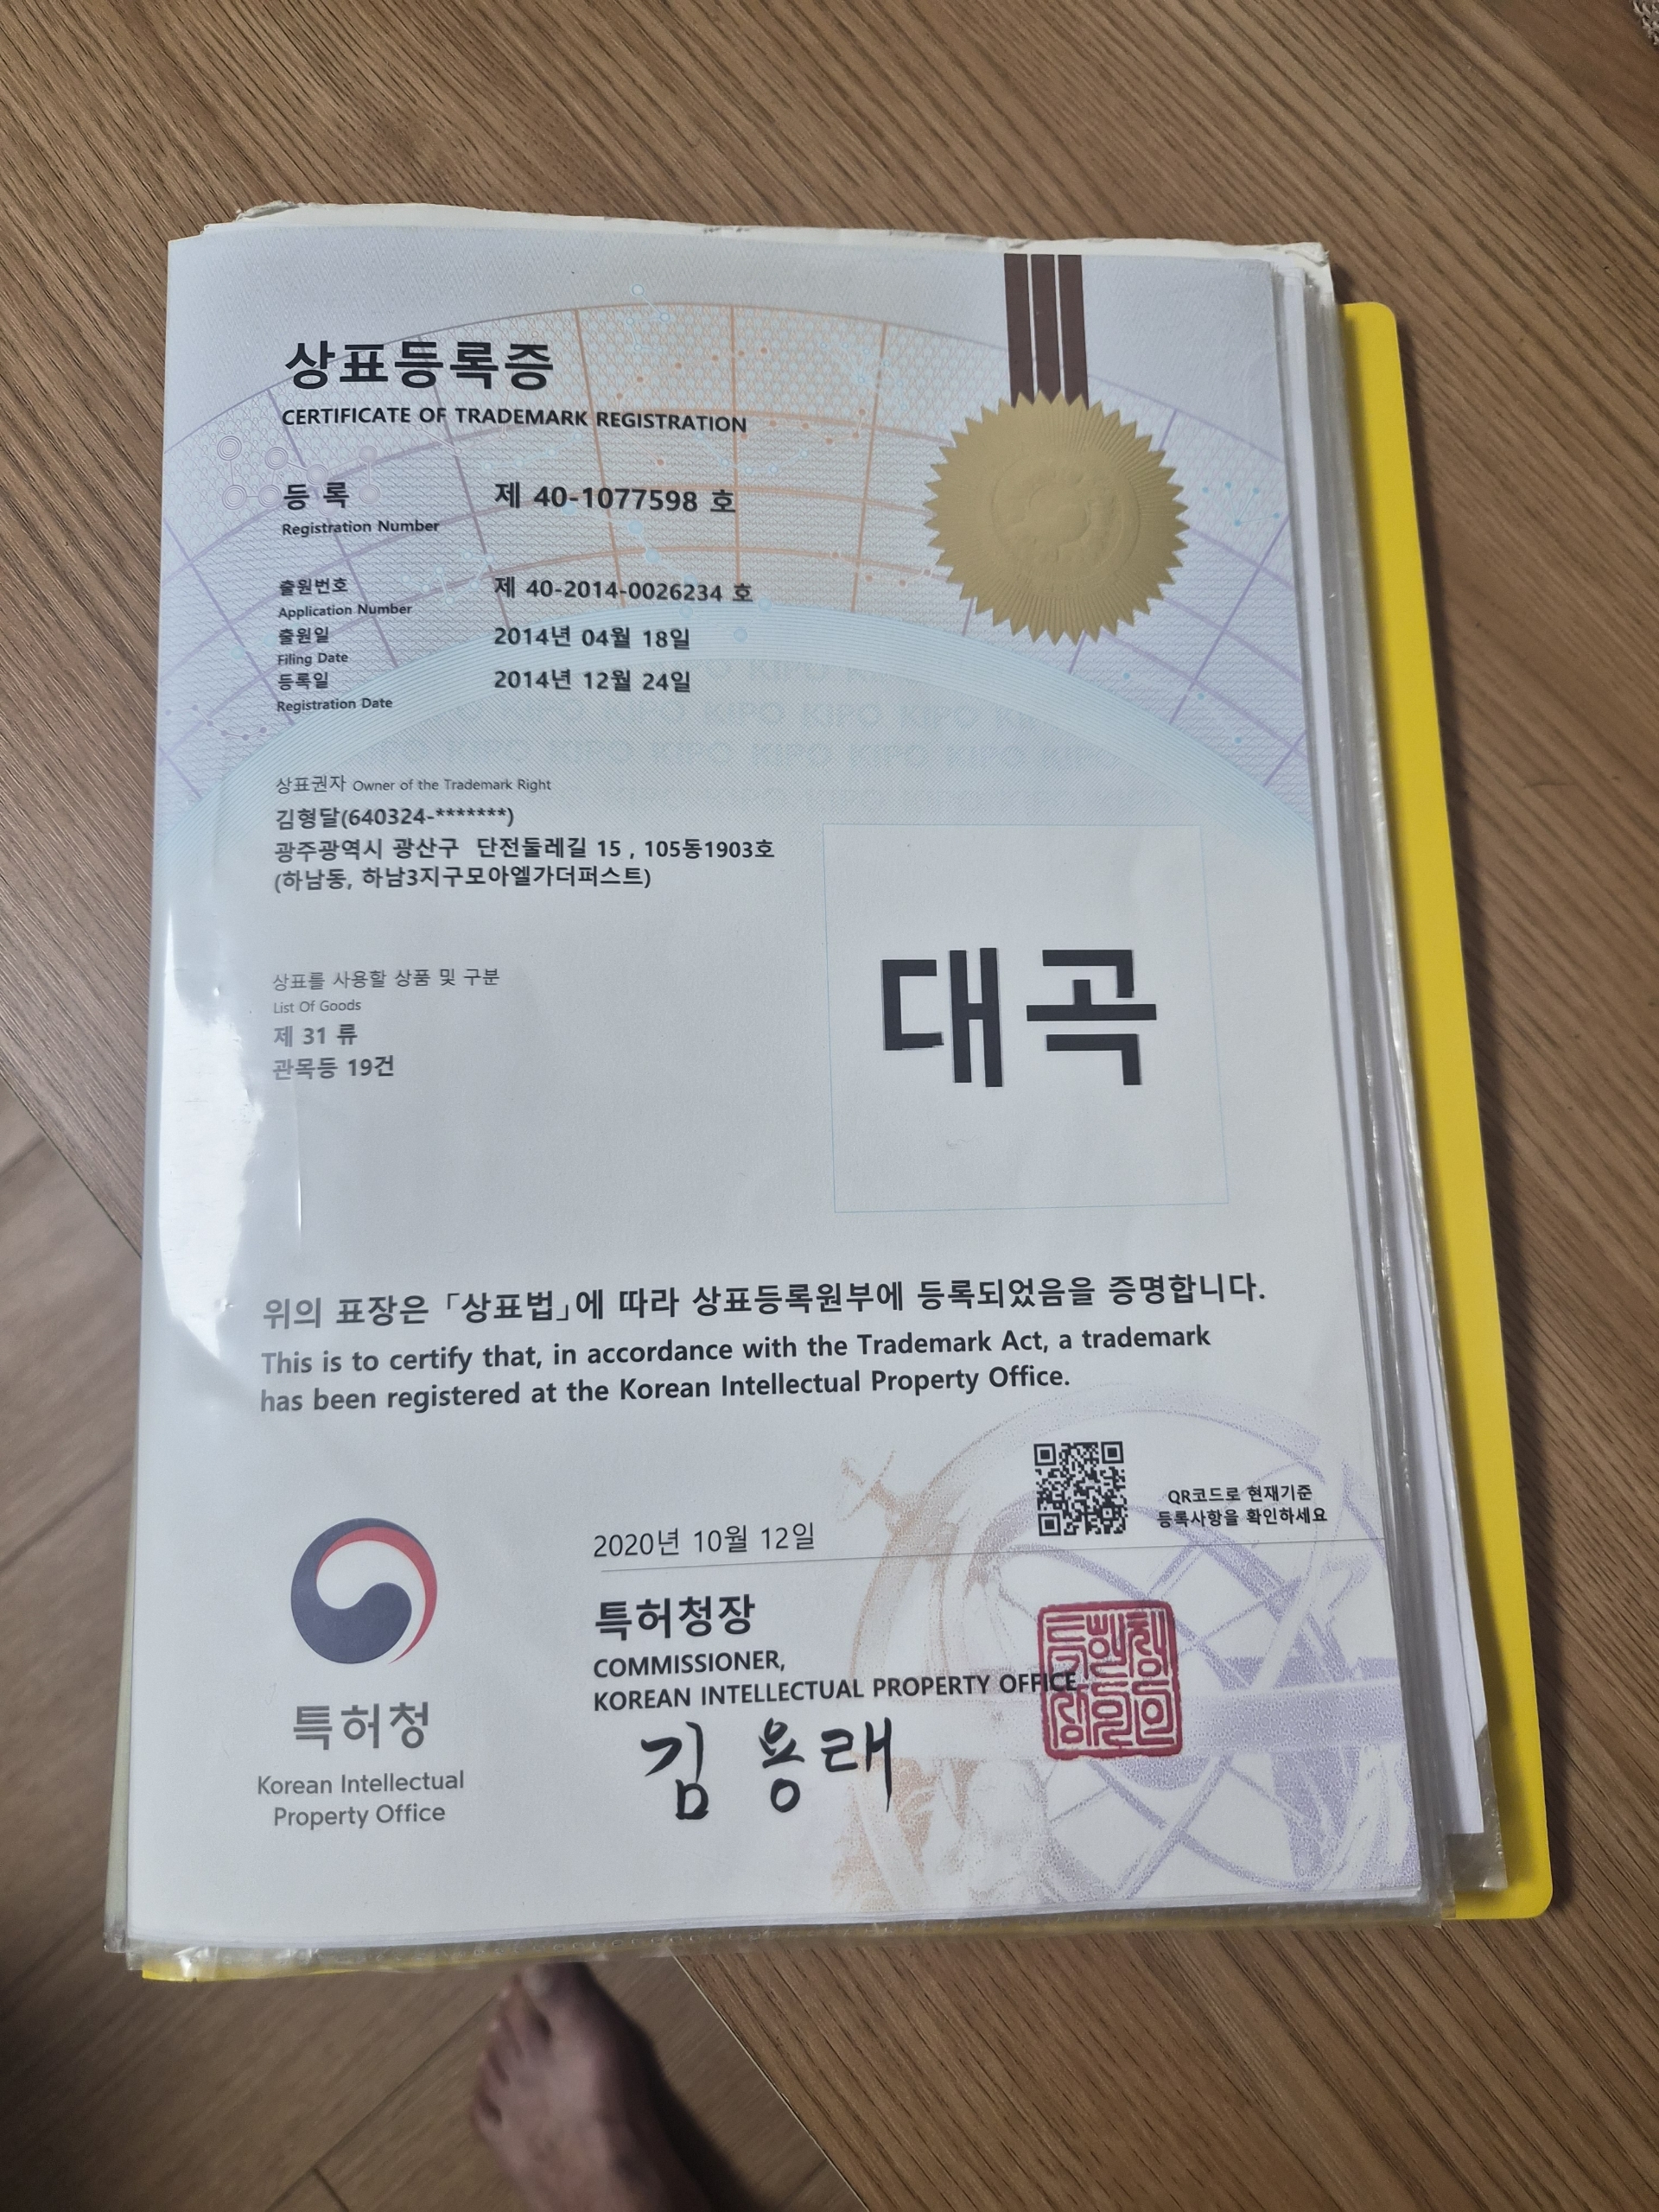 상표등록증
CERTIFICATE OF TRADEMARK REGISTRATION
등 록 제 40-1077598 호
Registration Number
출원번호 제 40-2014-0026234 호
Application Number
출원일 2014년 04월 18일
Filing Date
등록일 2014년 12월 24일
Registration Date
KIPO KIPO KIPO KIPO KIPO
KIPO KIPO KIPO KIPO KIPO KIPO KIPO
상표권자 Owner of the Trademark Right
김형달(640324-*******)
광주광역시 광산구 단전둘레길 15 , 105동1903호
(하남동, 하남3지구모아엘가더퍼스트)
상표를 사용할 상품 및 구분
List Of Goods
제 31 류
관목등 19건
대곡
위의 표장은 「상표법」에 따라 상표등록원부에 등록되었음을 증명합니다.
This is to certify that, in accordance with the Trademark Act, a trademark
has been registered at the Korean Intellectual Property Office.
QR코드로 현재기준
등록사항을 확인하세요
2020년 10월 12일
특허청장
COMMISSIONER,
KOREAN INTELLECTUAL PROPERTY OFFICE
김용래
특허청
Korean Intellectual
Property Office